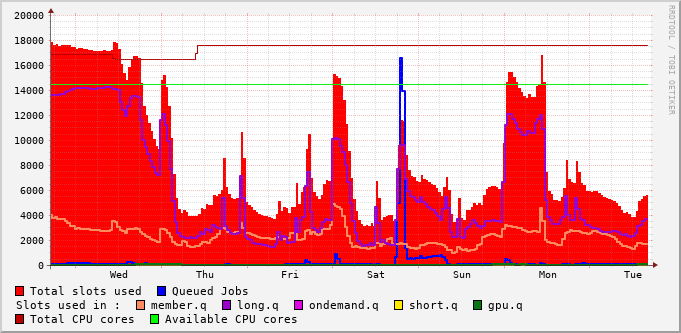 20000
18000
16000
14000
12000
10000
8000
6000
4000
2000
0
Wed Thu Fri Sat Sun Mon Tue
RRDTOOL / TOBI OETIKER
Total slots used Queued Jobs
Slots used in : member.q long.q ondemand.q short.q gpu.q
Total CPU cores Available CPU cores